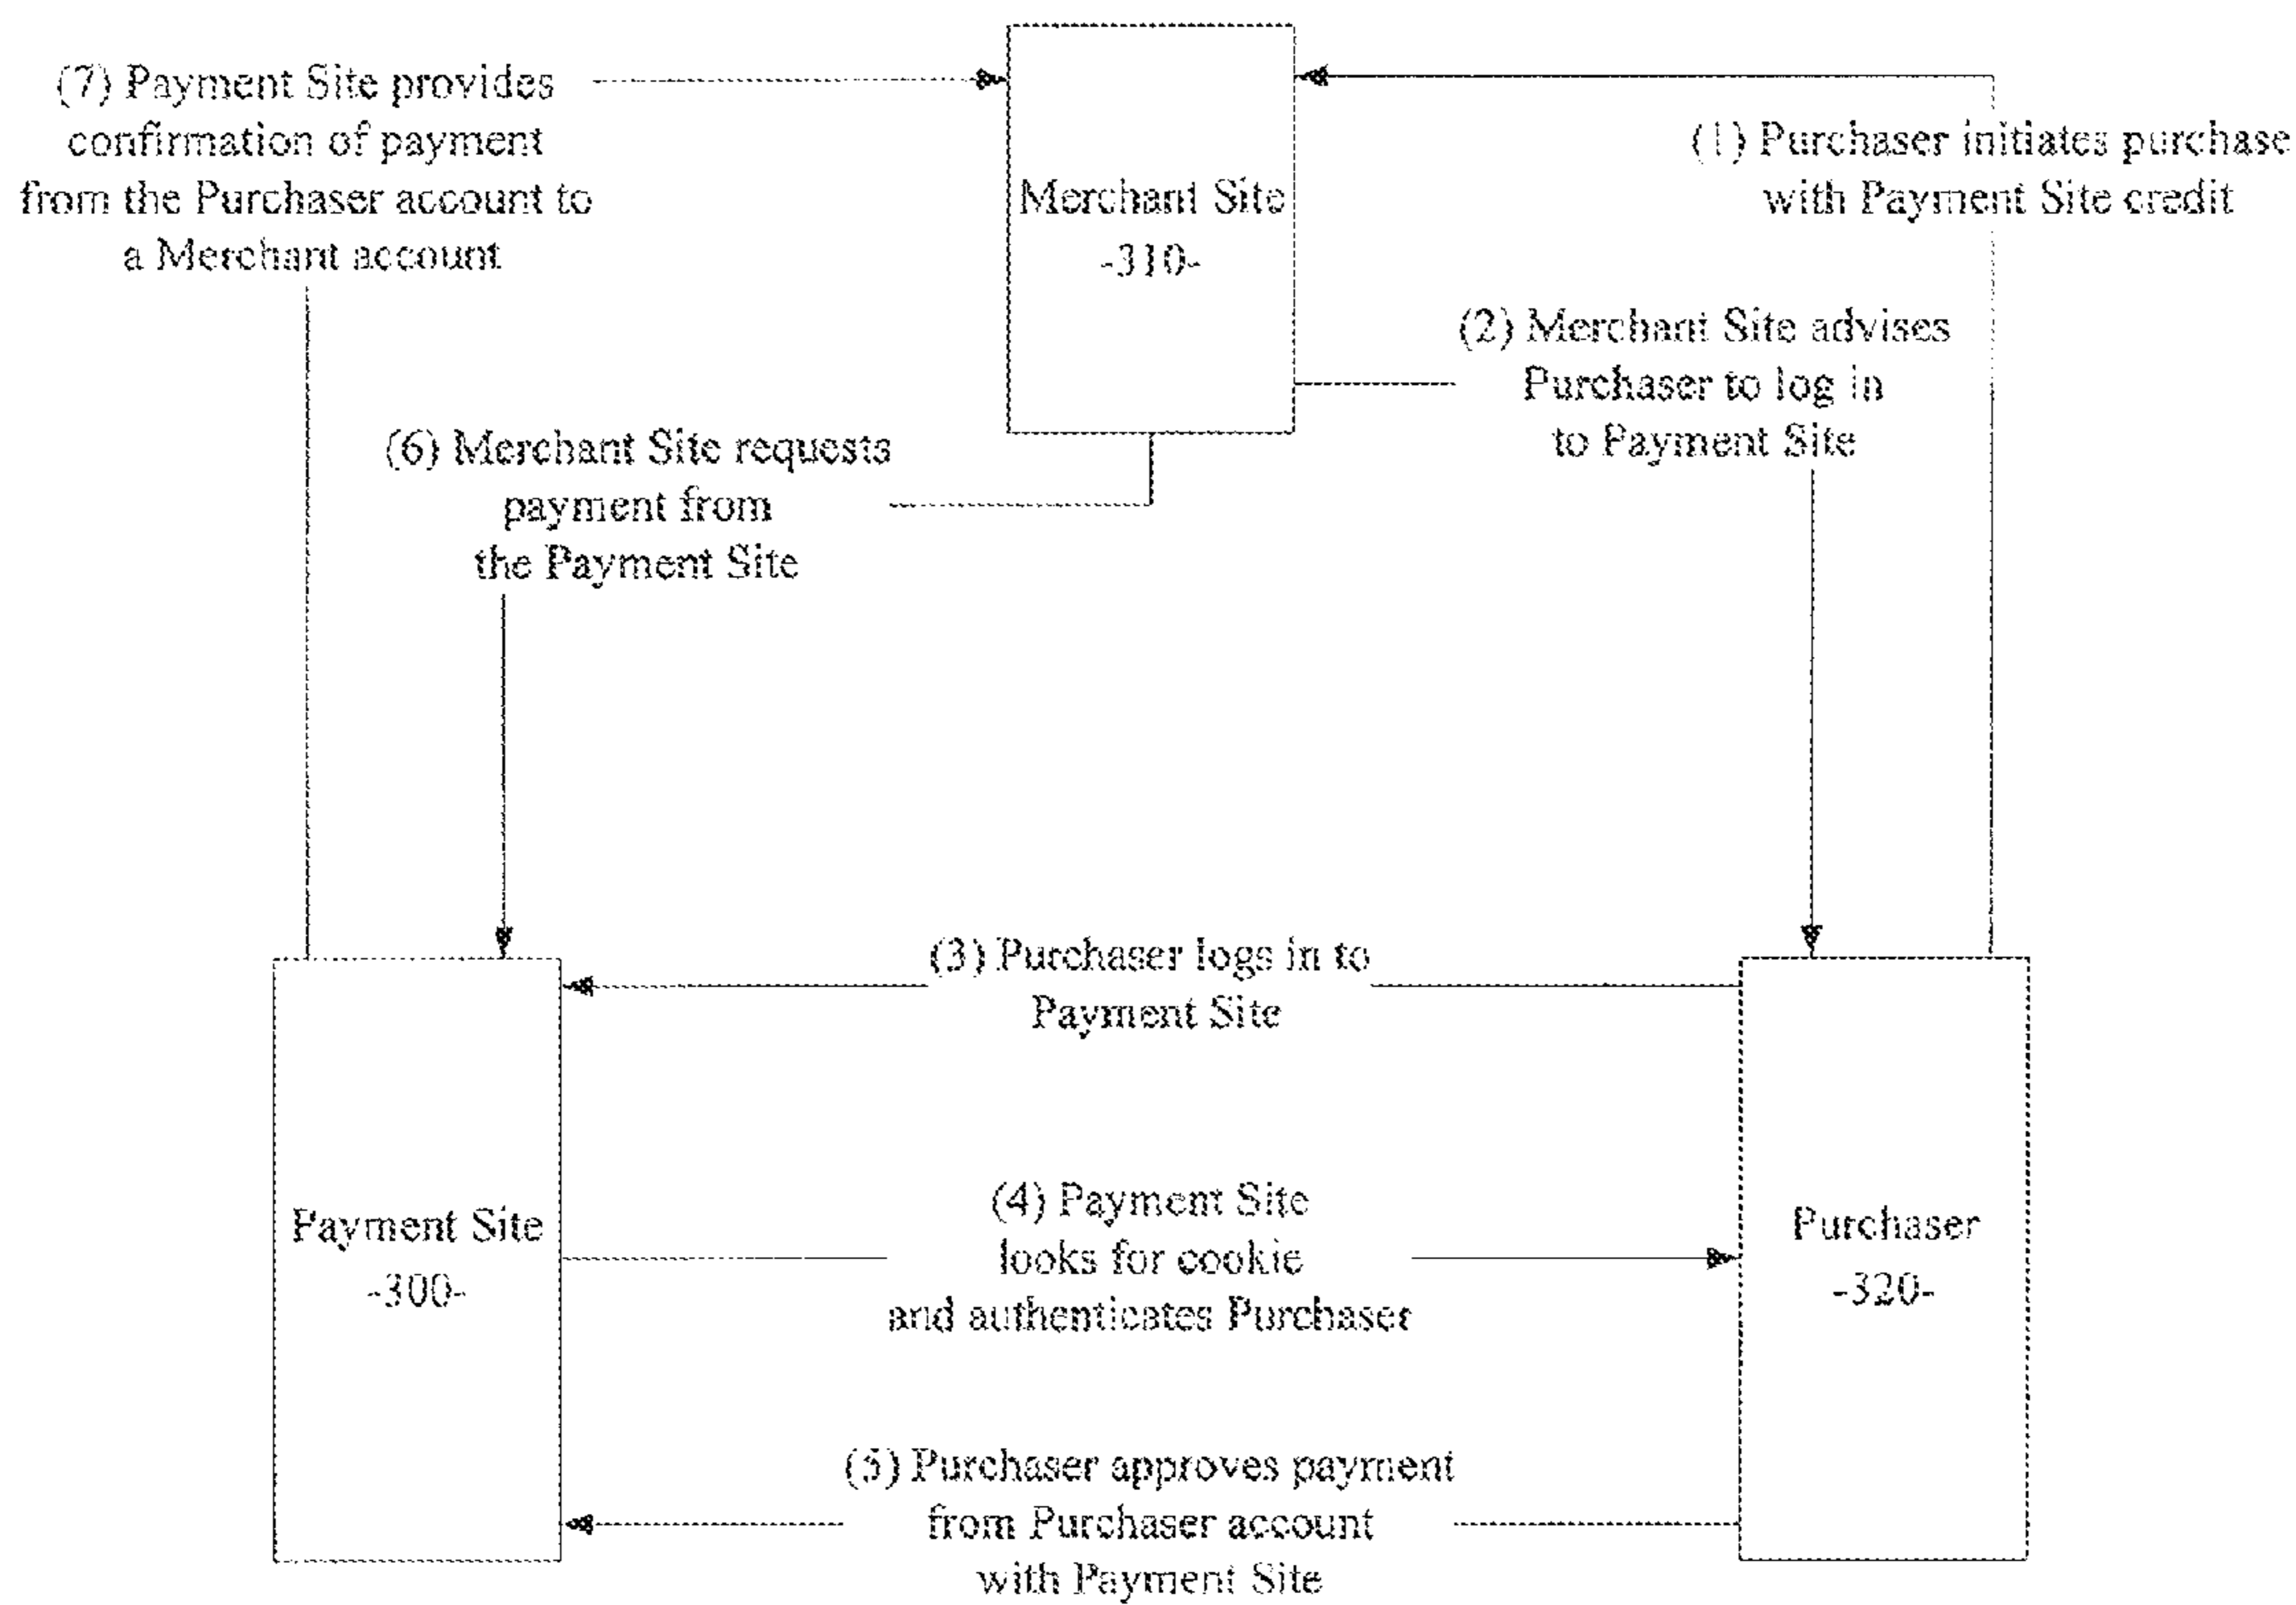 (7) Payment Site provides
confirmation of payment
from the Purchaser account to
a Merchant account
Merchant Site
-310-
(1) Purchaser initiates purchase
with Payment Site credit
(2) Merchant Site advises
Purchaser to log in
to Payment Site
(6) Merchant Site requests
payment from
the Payment Site
(3) Purchaser logs in to
Payment Site
Payment Site
-300-
(4) Payment Site
looks for cookie
and authenticates Purchaser
Purchaser
-320-
(5) Purchaser approves payment
from Purchaser account
with Payment Site